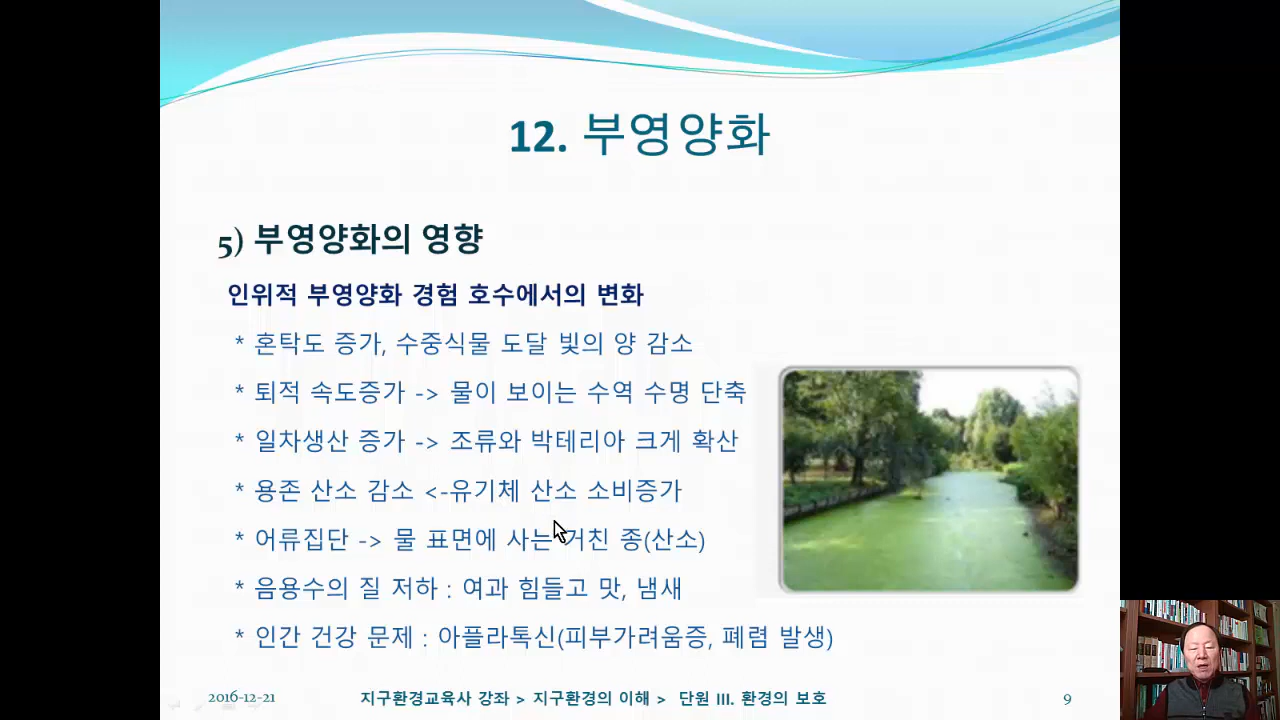 12. 부영양화
5) 부영양화의 영향
인위적 부영양화 경험 호수에서의 변화
* 혼탁도 증가, 수중식물 도달 빛의 양 감소
* 퇴적 속도증가 -> 물이 보이는 수역 수명 단축
* 일차생산 증가 -> 조류와 박테리아 크게 확산
* 용존 산소 감소 <-유기체 산소 소비증가
* 어류집단 -> 물 표면에 사는 거친 종(산소)
* 음용수의 질 저하 : 여과 힘들고 맛, 냄새
* 인간 건강 문제 : 아플라톡신(피부가려움증, 폐렴 발생)
2016-12-21 지구환경교육사 강좌 > 지구환경의 이해 > 단원 III. 환경의 보호 9